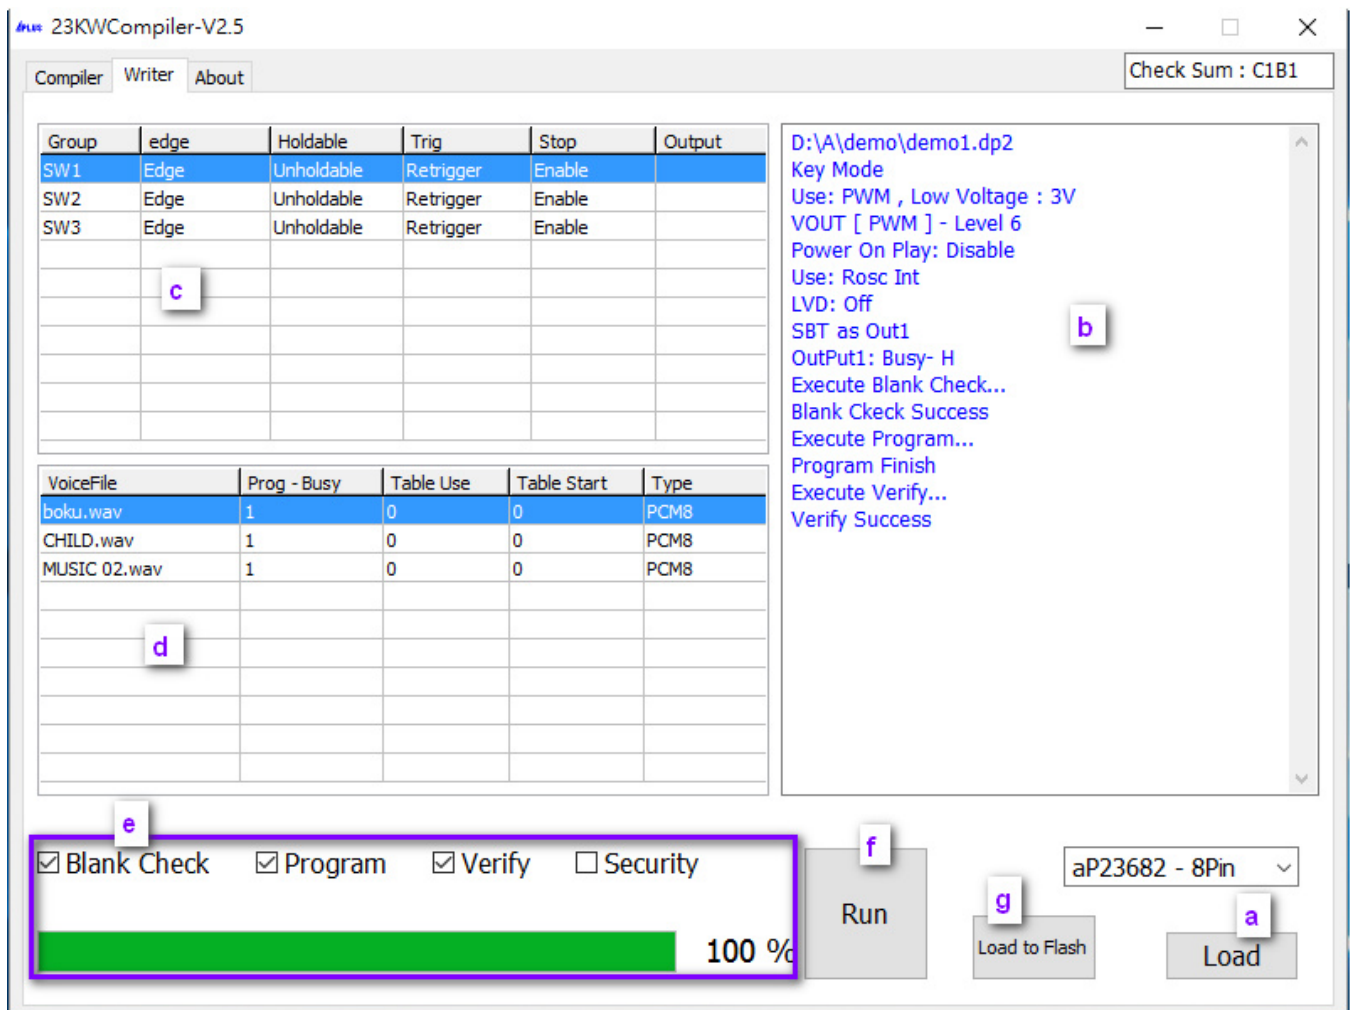 APLUS 23KWCompiler-V2.5
Compiler Writer About
Check Sum : C1B1
Group edge Holdable Trig Stop Output
SW1 Edge Unholdable Retrigger Enable
SW2 Edge Unholdable Retrigger Enable
SW3 Edge Unholdable Retrigger Enable
c
VoiceFile Prog - Busy Table Use Table Start Type
boku.wav 1 0 0 PCM8
CHILD.wav 1 0 0 PCM8
MUSIC 02.wav 1 0 0 PCM8
d
D:\A\demo\demo1.dp2
Key Mode
Use: PWM , Low Voltage : 3V
VOUT [ PWM ] - Level 6
Power On Play: Disable
Use: Rosc Int
LVD: Off
SBT as Out1
OutPut1: Busy- H
Execute Blank Check...
Blank Ckeck Success
Execute Program...
Program Finish
Execute Verify...
Verify Success
b
e
Blank Check Program Verify Security
100 %
f
Run
g
Load to Flash
aP23682 - 8Pin
a
Load